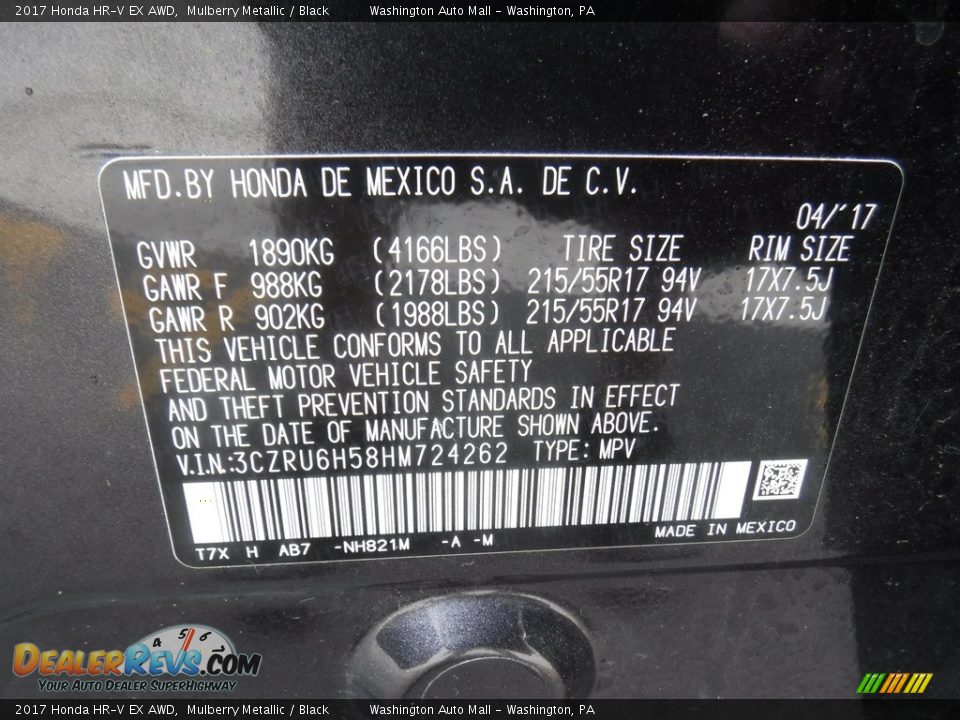 2017 Honda HR-V EX AWD, Mulberry Metallic / Black Washington Auto Mall - Washington, PA
MFD.BY HONDA DE MEXICO S.A. DE C.V.
04/'17
GVWR 1890KG (4166LBS) TIRE SIZE RIM SIZE
GAWR F 988KG (2178LBS) 215/55R17 94V 17X7.5J
GAWR R 902KG (1988LBS) 215/55R17 94V 17X7.5J
THIS VEHICLE CONFORMS TO ALL APPLICABLE
FEDERAL MOTOR VEHICLE SAFETY
AND THEFT PREVENTION STANDARDS IN EFFECT
ON THE DATE OF MANUFACTURE SHOWN ABOVE.
V.I.N.:3CZRU6H58HM724262 TYPE: MPV
T7X H AB7 -NH821M -A -M MADE IN MEXICO
4 5 6
DEALERREVS.COM
YOUR AUTO DEALER SUPERHIGHWAY
2017 Honda HR-V EX AWD, Mulberry Metallic / Black Washington Auto Mall - Washington, PA